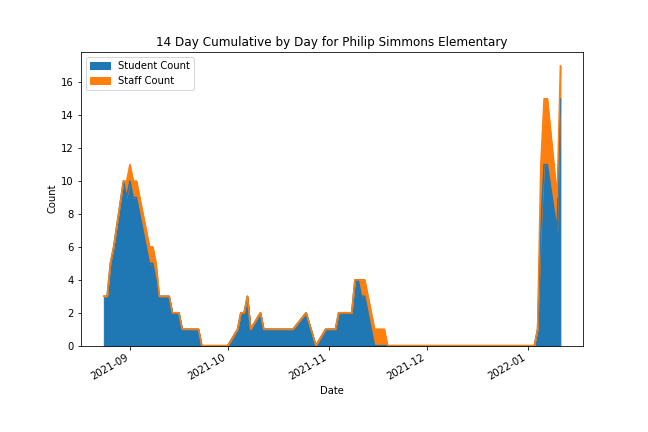 14 Day Cumulative by Day for Philip Simmons Elementary
Student Count
Staff Count
16
14
12
10
8
6
4
2
0
Count
2021-09
2021-10
2021-11
2021-12
2022-01
Date